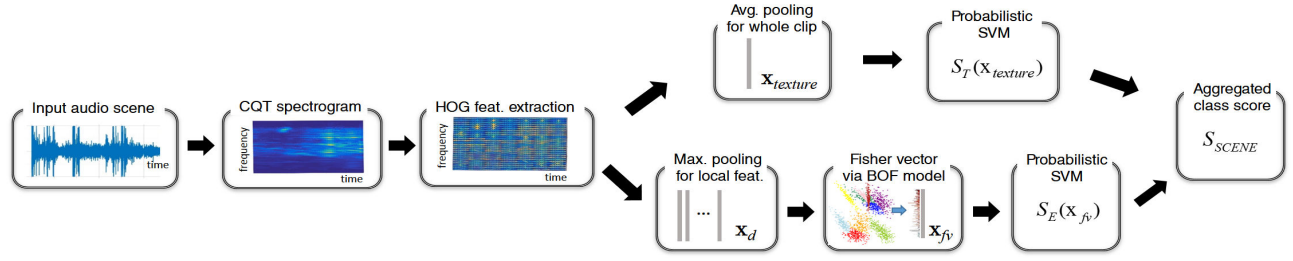 Input audio scene
time
CQT spectrogram
frequency
time
HOG feat. extraction
frequency
time
Avg. pooling
for whole clip
x_texture
Probabilistic
SVM
S_T(x_texture)
Max. pooling
for local feat.
...
x_d
Fisher vector
via BOF model
x_fv
Probabilistic
SVM
S_E(x_fv)
Aggregated
class score
S_SCENE